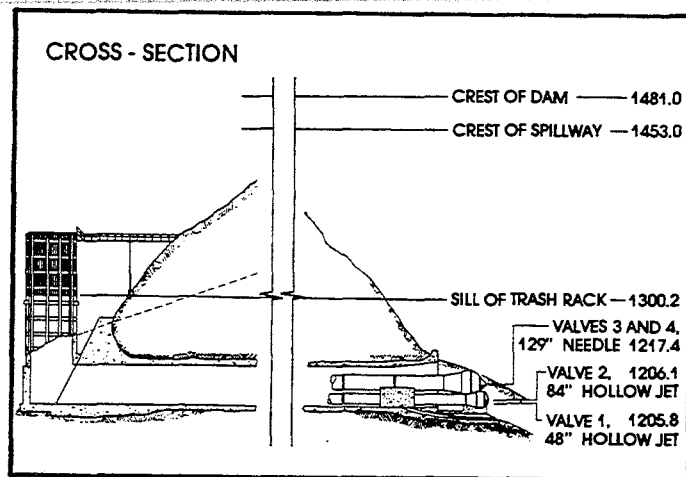 CROSS - SECTION
CREST OF DAM — 1481.0
CREST OF SPILLWAY — 1453.0
SILL OF TRASH RACK — 1300.2
VALVES 3 AND 4,
129" NEEDLE 1217.4
VALVE 2, 1206.1
84" HOLLOW JET
VALVE 1, 1205.8
48" HOLLOW JET